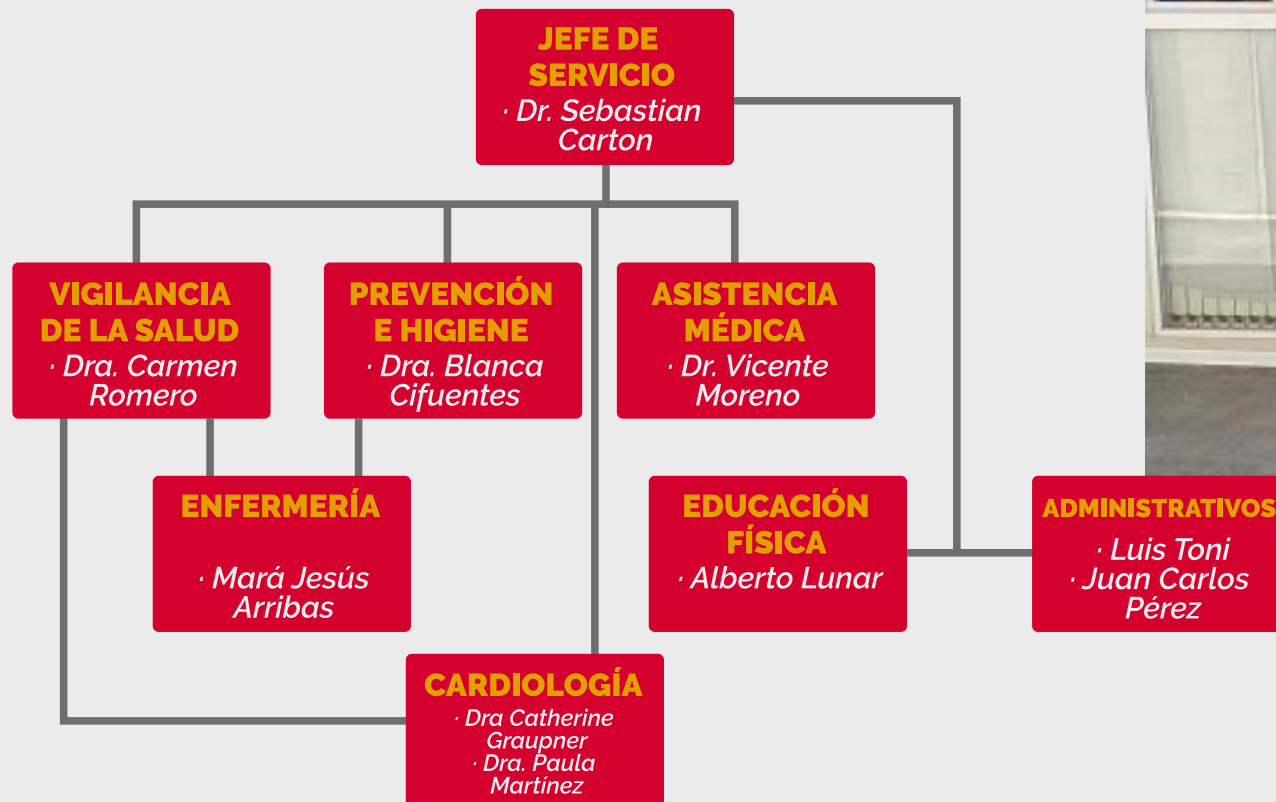 JEFE DE
SERVICIO
· Dr. Sebastian
Carton
VIGILANCIA
DE LA SALUD
· Dra. Carmen
Romero
PREVENCIÓN
E HIGIENE
· Dra. Blanca
Cifuentes
ASISTENCIA
MÉDICA
· Dr. Vicente
Moreno
ENFERMERÍA
· Mará Jesús
Arribas
EDUCACIÓN
FÍSICA
· Alberto Lunar
ADMINISTRATIVOS
· Luis Toni
· Juan Carlos
Pérez
CARDIOLOGÍA
· Dra Catherine
Graupner
· Dra. Paula
Martínez